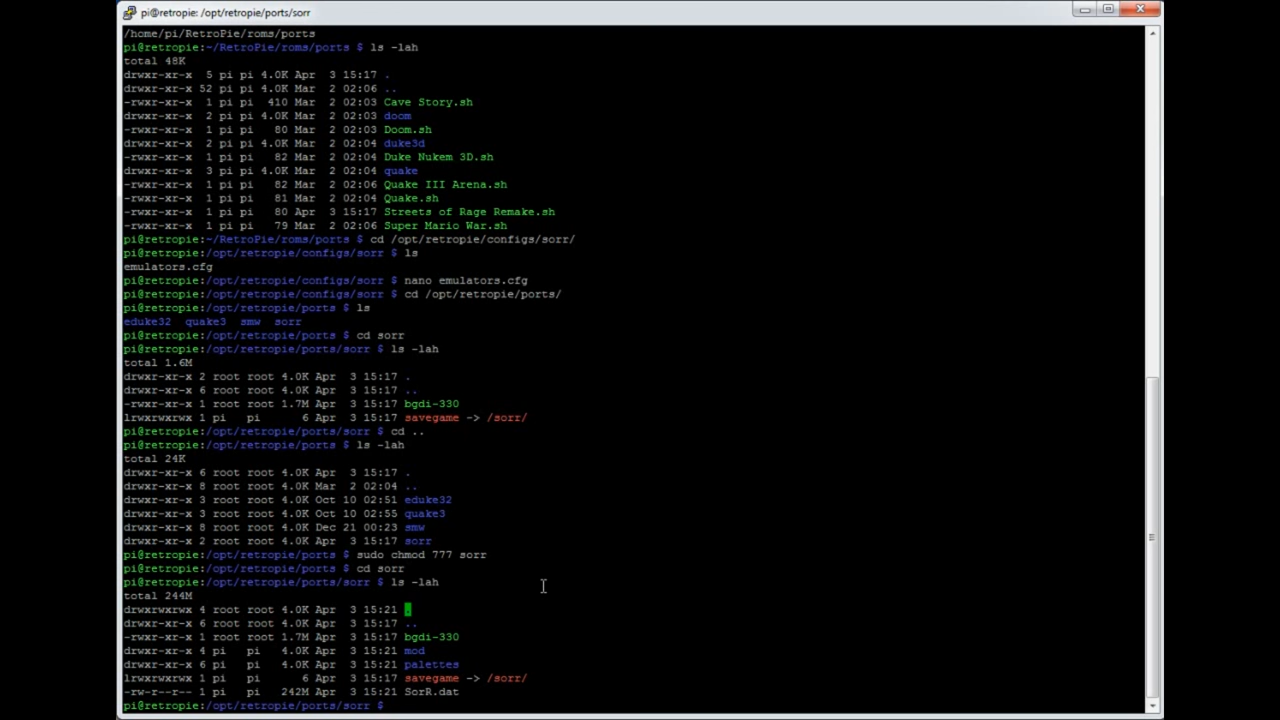 pi@retropie: /opt/retropie/ports/sorr
/home/pi/RetroPie/roms/ports
pi@retropie:~/RetroPie/roms/ports $ ls -lah
total 48K
drwxr-xr-x  5 pi pi 4.0K Apr  3 15:17 .
drwxr-xr-x 52 pi pi 4.0K Mar  2 02:06 ..
-rwxr-xr-x  1 pi pi  410 Mar  2 02:03 Cave Story.sh
drwxr-xr-x  2 pi pi 4.0K Mar  2 02:03 doom
-rwxr-xr-x  1 pi pi   80 Mar  2 02:03 Doom.sh
drwxr-xr-x  2 pi pi 4.0K Mar  2 02:04 duke3d
-rwxr-xr-x  1 pi pi   82 Mar  2 02:04 Duke Nukem 3D.sh
drwxr-xr-x  3 pi pi 4.0K Mar  2 02:04 quake
-rwxr-xr-x  1 pi pi   82 Mar  2 02:06 Quake III Arena.sh
-rwxr-xr-x  1 pi pi   81 Mar  2 02:04 Quake.sh
-rwxr-xr-x  1 pi pi   80 Apr  3 15:17 Streets of Rage Remake.sh
-rwxr-xr-x  1 pi pi   79 Mar  2 02:06 Super Mario War.sh
pi@retropie:~/RetroPie/roms/ports $ cd /opt/retropie/configs/sorr/
pi@retropie:/opt/retropie/configs/sorr $ ls
emulators.cfg
pi@retropie:/opt/retropie/configs/sorr $ nano emulators.cfg
pi@retropie:/opt/retropie/configs/sorr $ cd /opt/retropie/ports/
pi@retropie:/opt/retropie/ports $ ls
eduke32  quake3  smw  sorr
pi@retropie:/opt/retropie/ports $ cd sorr
pi@retropie:/opt/retropie/ports/sorr $ ls -lah
total 1.6M
drwxr-xr-x 2 root root 4.0K Apr  3 15:17 .
drwxr-xr-x 6 root root 4.0K Apr  3 15:17 ..
-rwxr-xr-x 1 root root 1.7M Apr  3 15:17 bgdi-330
lrwxrwxrwx 1 pi   pi      6 Apr  3 15:17 savegame -> /sorr/
pi@retropie:/opt/retropie/ports/sorr $ cd ..
pi@retropie:/opt/retropie/ports $ ls -lah
total 24K
drwxr-xr-x 6 root root 4.0K Apr  3 15:17 .
drwxr-xr-x 8 root root 4.0K Mar  2 02:04 ..
drwxr-xr-x 3 root root 4.0K Oct 10 02:51 eduke32
drwxr-xr-x 3 root root 4.0K Oct 10 02:55 quake3
drwxr-xr-x 8 root root 4.0K Dec 21 00:23 smw
drwxr-xr-x 2 root root 4.0K Apr  3 15:17 sorr
pi@retropie:/opt/retropie/ports $ sudo chmod 777 sorr
pi@retropie:/opt/retropie/ports $ cd sorr
pi@retropie:/opt/retropie/ports/sorr $ ls -lah
total 244M
drwxrwxrwx 4 root root 4.0K Apr  3 15:21 .
drwxr-xr-x 6 root root 4.0K Apr  3 15:17 ..
-rwxr-xr-x 1 root root 1.7M Apr  3 15:17 bgdi-330
drwxr-xr-x 4 pi   pi   4.0K Apr  3 15:21 mod
drwxr-xr-x 6 pi   pi   4.0K Apr  3 15:21 palettes
lrwxrwxrwx 1 pi   pi      6 Apr  3 15:17 savegame -> /sorr/
-rw-r--r-- 1 pi   pi   242M Apr  3 15:21 SorR.dat
pi@retropie:/opt/retropie/ports/sorr $